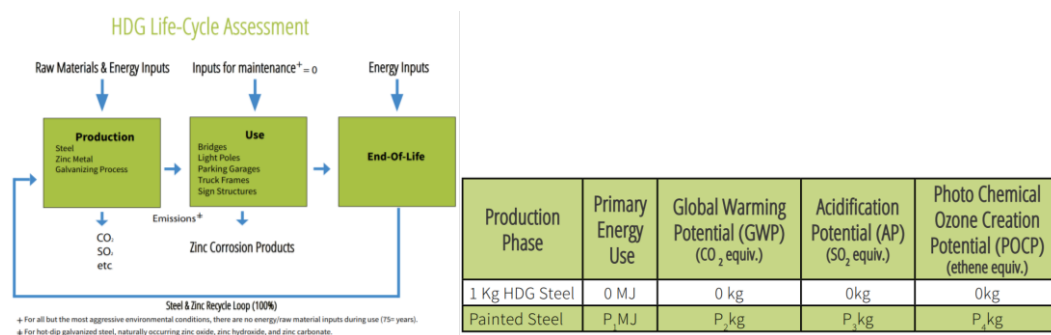 HDG Life-Cycle Assessment
Raw Materials & Energy Inputs
Inputs for maintenance⁺ = 0
Energy Inputs
Production
Steel
Zinc Metal
Galvanizing Process
Use
Bridges
Light Poles
Parking Garages
Truck Frames
Sign Structures
End-Of-Life
Emissions⁺
CO₂
SO₂
etc
Zinc Corrosion Products
Steel & Zinc Recycle Loop (100%)
+ For all but the most aggressive environmental conditions, there are no energy/raw material inputs during use (75= years).
+ For hot-dip galvanized steel, naturally occurring zinc oxide, zinc hydroxide, and zinc carbonate.
Production Phase
Primary Energy Use
Global Warming Potential (GWP) (CO₂ equiv.)
Acidification Potential (AP) (SO₂ equiv.)
Photo Chemical Ozone Creation Potential (POCP) (ethene equiv.)
1 Kg HDG Steel 0 MJ 0 kg 0kg 0kg
Painted Steel P₁MJ P₂kg P₃kg P₄kg